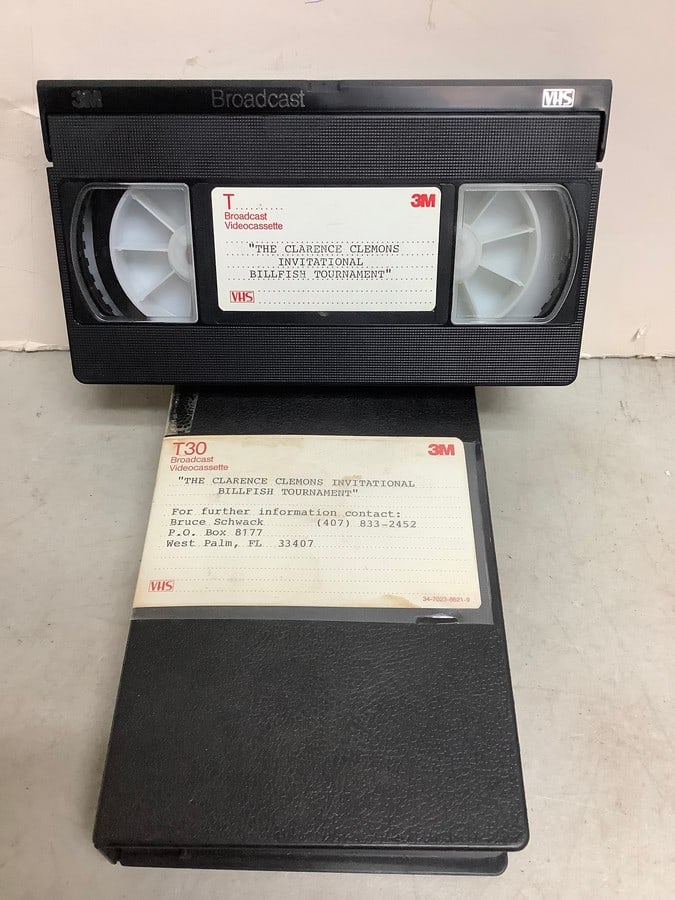 3M Broadcast VHS
T 3M
Broadcast
Videocassette
"THE CLARENCE CLEMONS
INVITATIONAL
BILLFISH TOURNAMENT"
VHS
T30 3M
Broadcast
Videocassette
"THE CLARENCE CLEMONS INVITATIONAL
BILLFISH TOURNAMENT"
For further information contact:
Bruce Schwack (407) 833-2452
P.O. Box 8177
West Palm, FL 33407
VHS
34-7023-8621-9